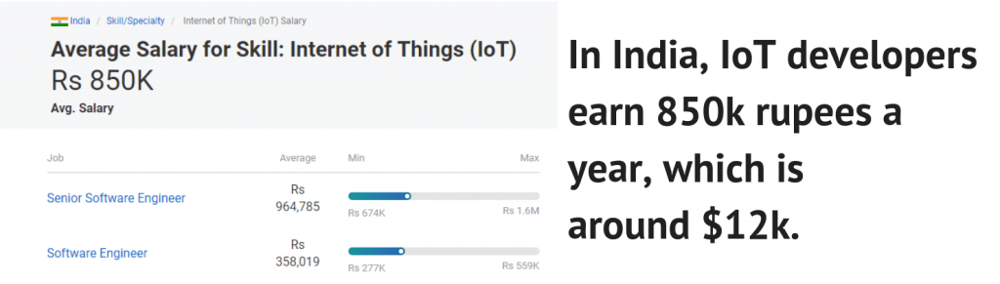 India / Skill/Specialty / Internet of Things (IoT) Salary
Average Salary for Skill: Internet of Things (IoT)
Rs 850K
Avg. Salary
Job Average Min Max
Senior Software Engineer
Rs
964,785
Rs 674K Rs 1.6M
Software Engineer
Rs
358,019
Rs 277K Rs 559K
In India, IoT developers
earn 850k rupees a
year, which is
around $12k.